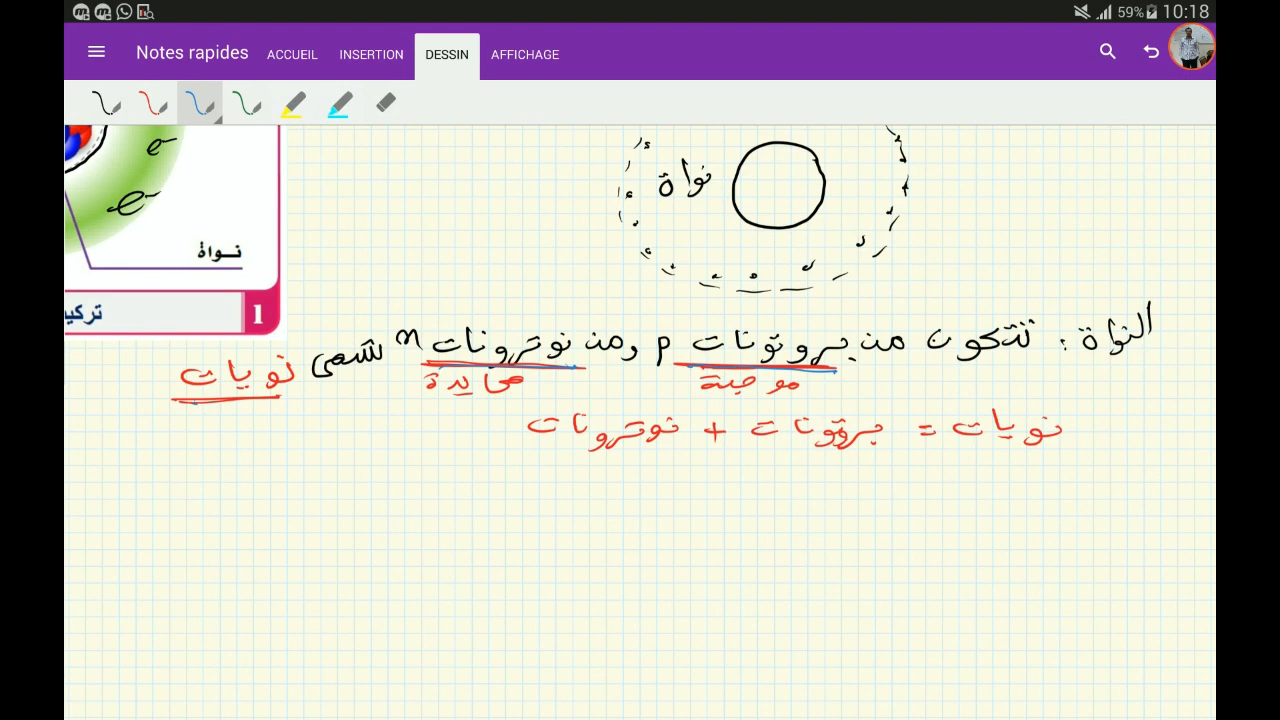 59% 10:18
Notes rapides ACCUEIL INSERTION DESSIN AFFICHAGE
e-
e-
نواة
نواة
1 تركيـ
النواة : تتكون من بروتونات p ومن نوترونات n تسمى نويات
موجبة محايدة
نويات = بروتونات + نوترونات